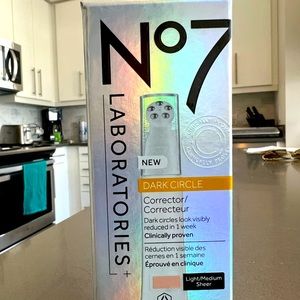 No7
LABORATORIES+
NEW
DARK CIRCLE
Corrector/
Correcteur
Dark circles look visibly
reduced in 1 week
Clinically proven
Réduction visible des
cernes en 1 semaine
Éprouvé en clinique
Light/Medium
Sheer